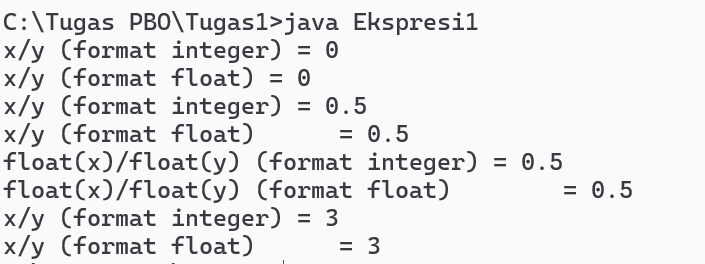 C:\Tugas PBO\Tugas1>java Ekspresi1
x/y (format integer) = 0
x/y (format float) = 0
x/y (format integer) = 0.5
x/y (format float)      = 0.5
float(x)/float(y) (format integer) = 0.5
float(x)/float(y) (format float)        = 0.5
x/y (format integer) = 3
x/y (format float)      = 3